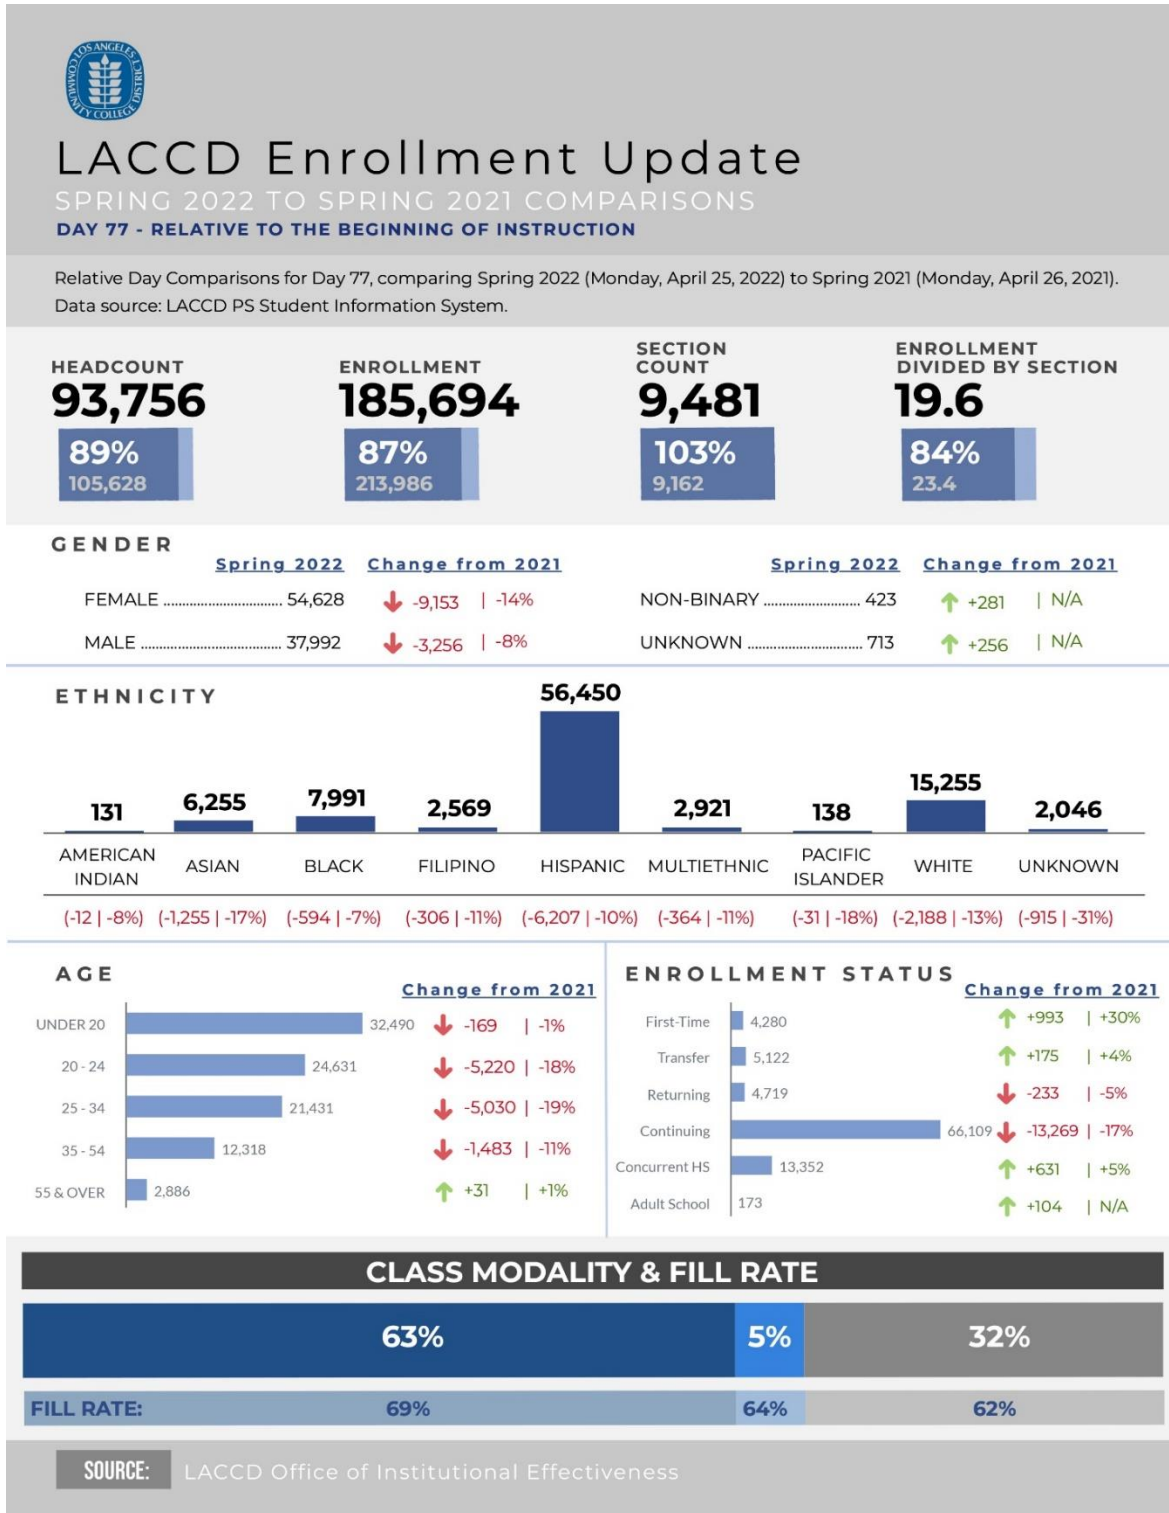 LOS ANGELES
COMMUNITY COLLEGE DISTRICT
LACCD Enrollment Update
SPRING 2022 TO SPRING 2021 COMPARISONS
DAY 77 - RELATIVE TO THE BEGINNING OF INSTRUCTION
Relative Day Comparisons for Day 77, comparing Spring 2022 (Monday, April 25, 2022) to Spring 2021 (Monday, April 26, 2021).
Data source: LACCD PS Student Information System.
HEADCOUNT
93,756
89%
105,628
ENROLLMENT
185,694
87%
213,986
SECTION
COUNT
9,481
103%
9,162
ENROLLMENT
DIVIDED BY SECTION
19.6
84%
23.4
GENDER
Spring 2022 Change from 2021
FEMALE 54,628 -9,153 | -14%
MALE 37,992 -3,256 | -8%
Spring 2022 Change from 2021
NON-BINARY 423 +281 | N/A
UNKNOWN 713 +256 | N/A
ETHNICITY
131 6,255 7,991 2,569 56,450 2,921 138 15,255 2,046
AMERICAN INDIAN ASIAN BLACK FILIPINO HISPANIC MULTIETHNIC PACIFIC ISLANDER WHITE UNKNOWN
(-12 | -8%) (-1,255 | -17%) (-594 | -7%) (-306 | -11%) (-6,207 | -10%) (-364 | -11%) (-31 | -18%) (-2,188 | -13%) (-915 | -31%)
AGE
Change from 2021
UNDER 20 32,490 -169 | -1%
20 - 24 24,631 -5,220 | -18%
25 - 34 21,431 -5,030 | -19%
35 - 54 12,318 -1,483 | -11%
55 & OVER 2,886 +31 | +1%
ENROLLMENT STATUS
Change from 2021
First-Time 4,280 +993 | +30%
Transfer 5,122 +175 | +4%
Returning 4,719 -233 | -5%
Continuing 66,109 -13,269 | -17%
Concurrent HS 13,352 +631 | +5%
Adult School 173 +104 | N/A
CLASS MODALITY & FILL RATE
63% 5% 32%
FILL RATE: 69% 64% 62%
SOURCE: LACCD Office of Institutional Effectiveness